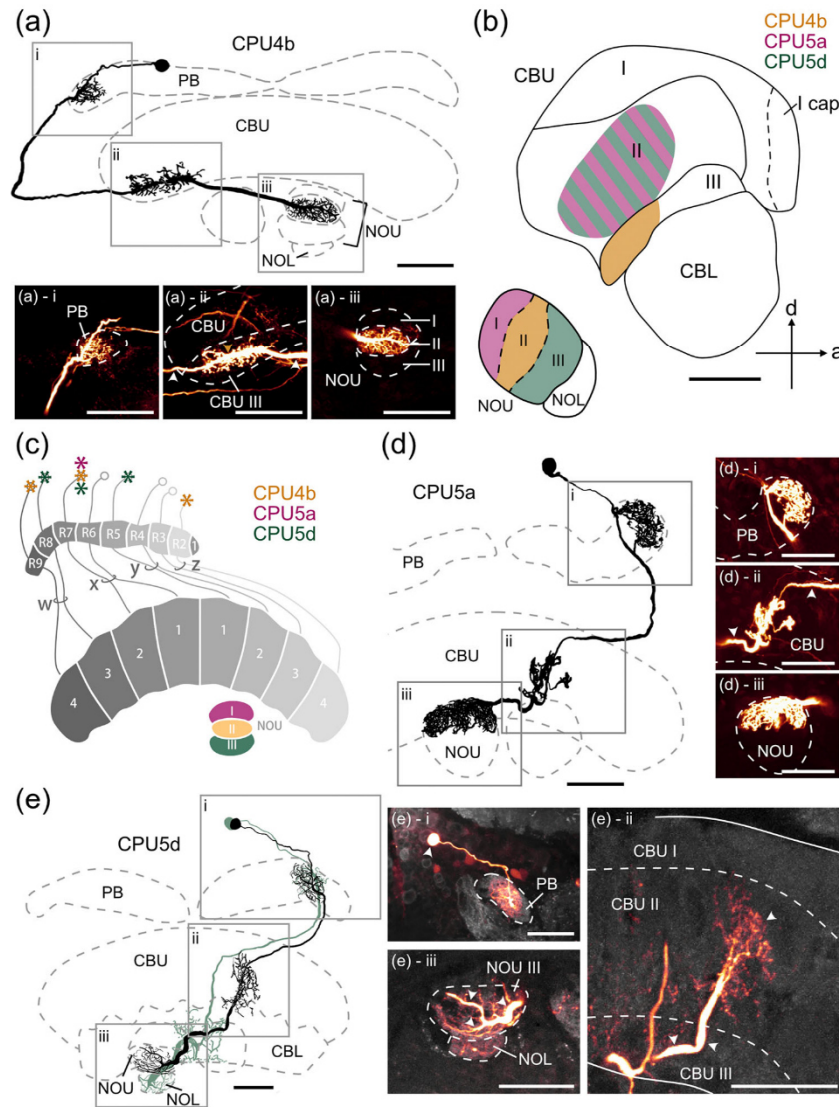 (a)
CPU4b
i
PB
CBU
ii
iii
NOU
NOL
(a) - i
PB
(a) - ii
CBU
CBU III
(a) - iii
I
II
III
NOU
(b)
CPU4b
CPU5a
CPU5d
CBU
I
I cap
II
III
CBL
I
II
III
NOU
NOL
d
a
(c)
CPU4b
CPU5a
CPU5d
R9
R8
R7
R6
R5
R4
R3
R2
1
w
x
y
z
4
3
2
1
1
2
3
4
I
II
III
NOU
(d)
CPU5a
i
PB
CBU
ii
iii
NOU
(d) - i
PB
(d) - ii
CBU
(d) - iii
NOU
(e)
CPU5d
i
PB
ii
CBU
iii
CBL
NOU
NOL
(e) - i
PB
(e) - iii
NOU III
NOL
(e) - ii
CBU I
CBU II
CBU III